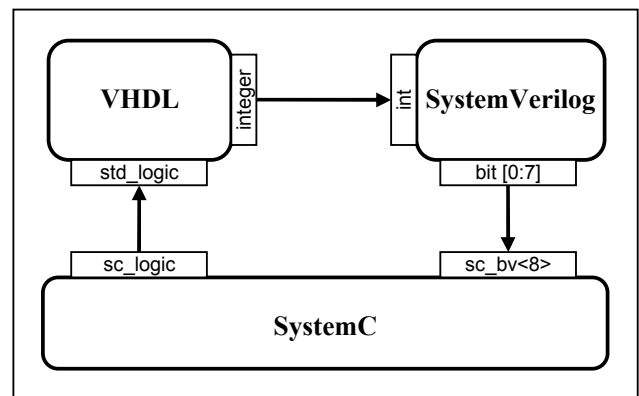 VHDL
integer
int
SystemVerilog
std_logic
bit [0:7]
sc_logic
sc_bv<8>
SystemC